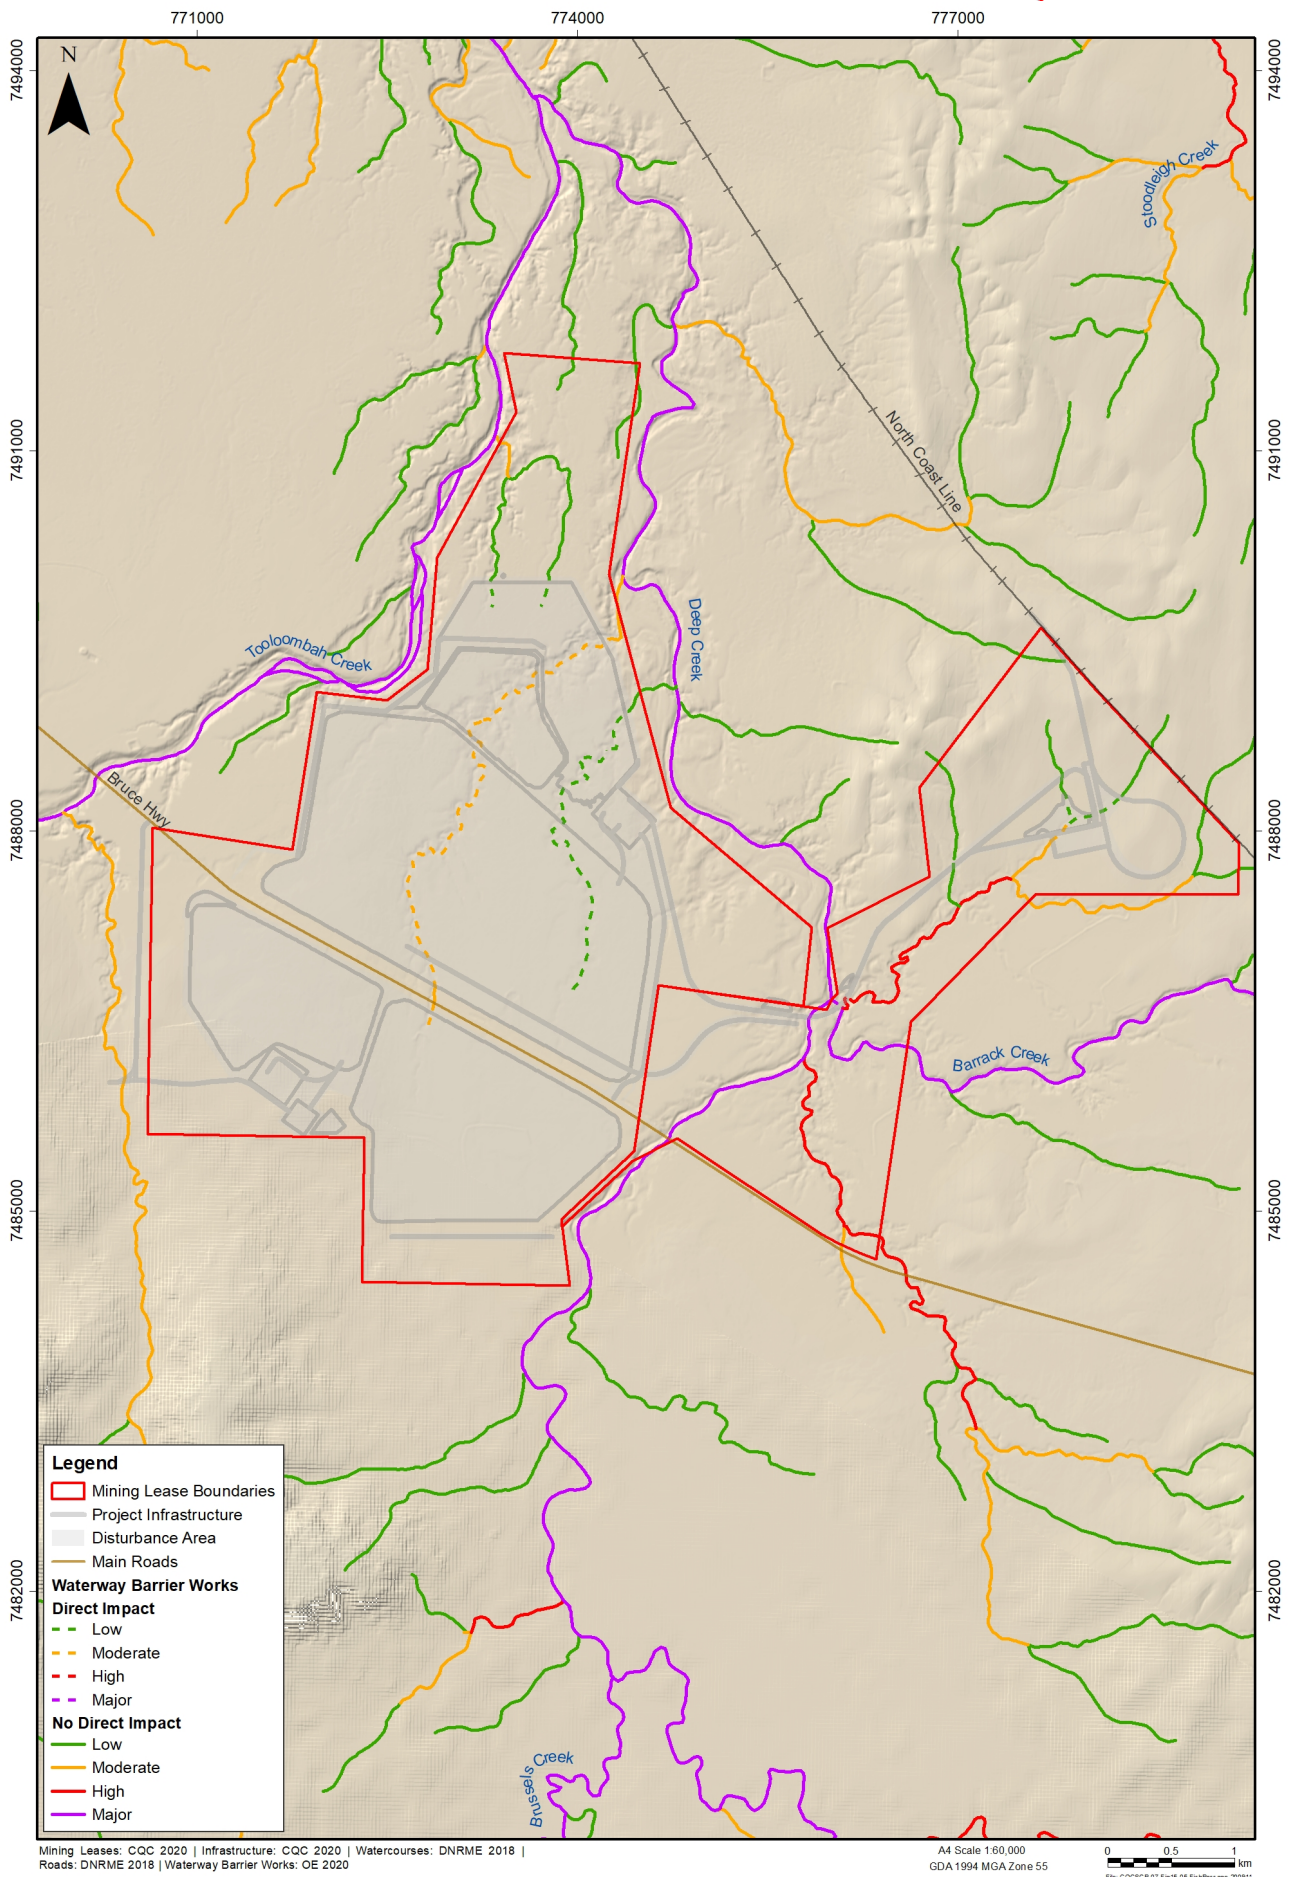 771000
774000
777000
7494000
N
7494000
Stoodleigh Creek
North Coast Line
7491000
7491000
Deep Creek
Tooloombah Creek
Bruce Hwy
7488000
7488000
Barrack Creek
7485000
7485000
Legend
Mining Lease Boundaries
Project Infrastructure
Disturbance Area
Main Roads
Waterway Barrier Works
Direct Impact
Low
Moderate
High
Major
No Direct Impact
Low
Moderate
High
Major
7482000
7482000
Brussels Creek
Mining Leases: CQC 2020 | Infrastructure: CQC 2020 | Watercourses: DNRME 2018 |
Roads: DNRME 2018 | Waterway Barrier Works: OE 2020
A4 Scale 1:60,000
GDA 1994 MGA Zone 55
0 0.5 1
km